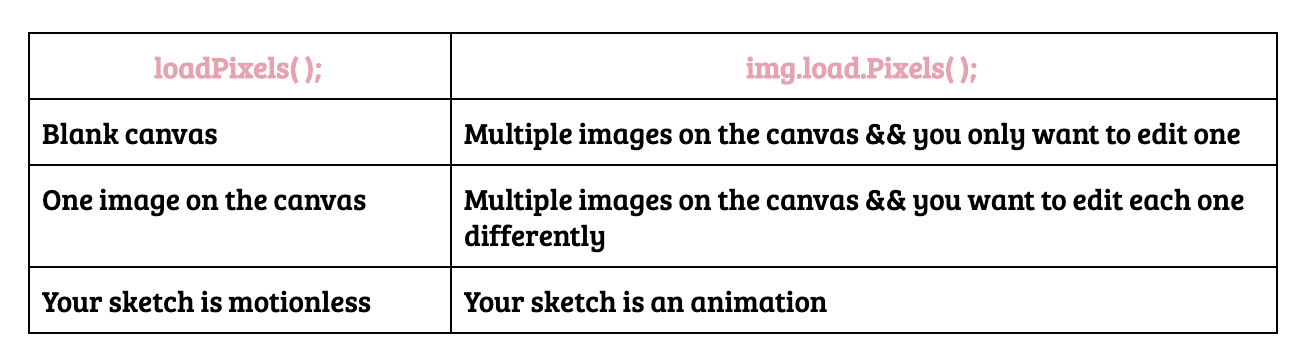 loadPixels( );
img.load.Pixels( );
Blank canvas
Multiple images on the canvas && you only want to edit one
One image on the canvas
Multiple images on the canvas && you want to edit each one
differently
Your sketch is motionless
Your sketch is an animation